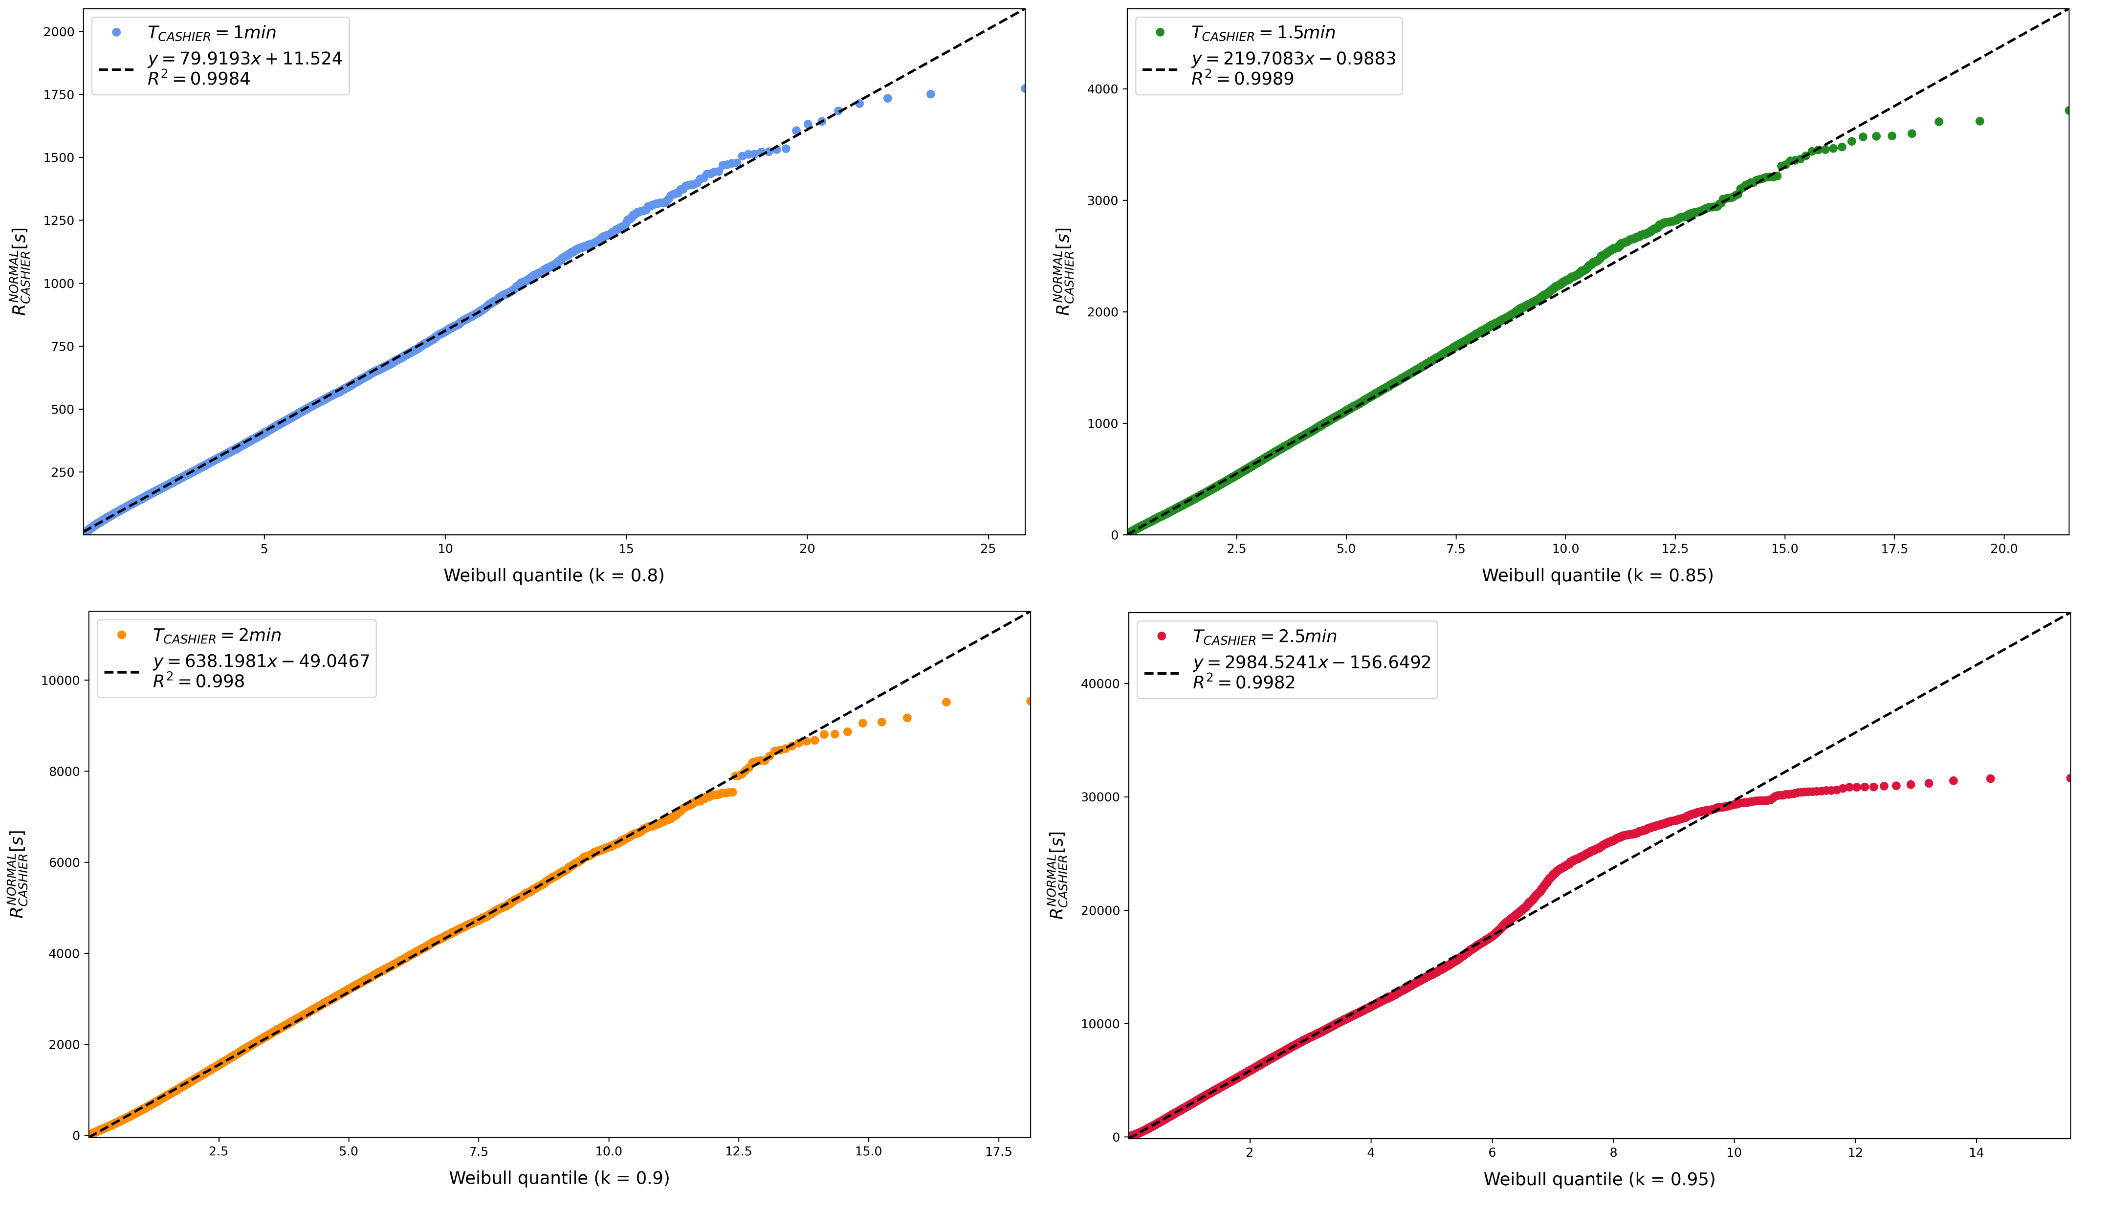 T_CASHIER = 1min
y = 79.9193x + 11.524
R² = 0.9984
2000
1750
1500
1250
1000
750
500
250
R_CASHIER^NORMAL [s]
5 10 15 20 25
Weibull quantile (k = 0.8)
T_CASHIER = 1.5min
y = 219.7083x − 0.9883
R² = 0.9989
4000
3000
2000
1000
0
R_CASHIER^NORMAL [s]
2.5 5.0 7.5 10.0 12.5 15.0 17.5 20.0
Weibull quantile (k = 0.85)
T_CASHIER = 2min
y = 638.1981x − 49.0467
R² = 0.998
10000
8000
6000
4000
2000
0
R_CASHIER^NORMAL [s]
2.5 5.0 7.5 10.0 12.5 15.0 17.5
Weibull quantile (k = 0.9)
T_CASHIER = 2.5min
y = 2984.5241x − 156.6492
R² = 0.9982
40000
30000
20000
10000
0
R_CASHIER^NORMAL [s]
2 4 6 8 10 12 14
Weibull quantile (k = 0.95)